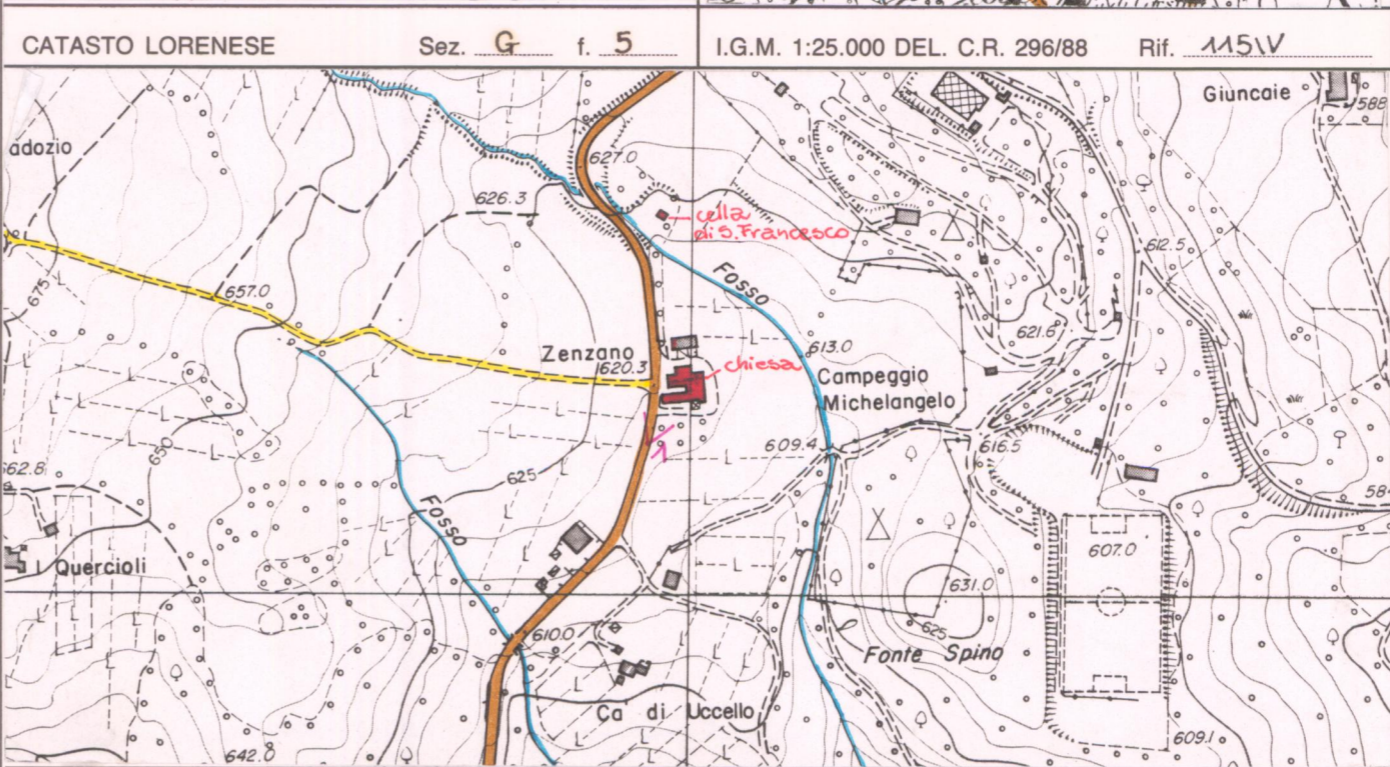 CATASTO LORENESE Sez. G f. 5
I.G.M. 1:25.000 DEL. C.R. 296/88 Rif. 115\V
Giuncaie
588
adozio
627.0
626.3
cella
di S. Francesco
612.5
Fosso
675
657.0
621.6
613.0
Zenzano
620.3
chiesa
Campeggio
Michelangelo
609.4
616.5
650
662.8
625
Fosso
58
607.0
I Quercioli
631.0
625
610.0
Fonte Spino
Ca' di Uccello
609.1
642.0